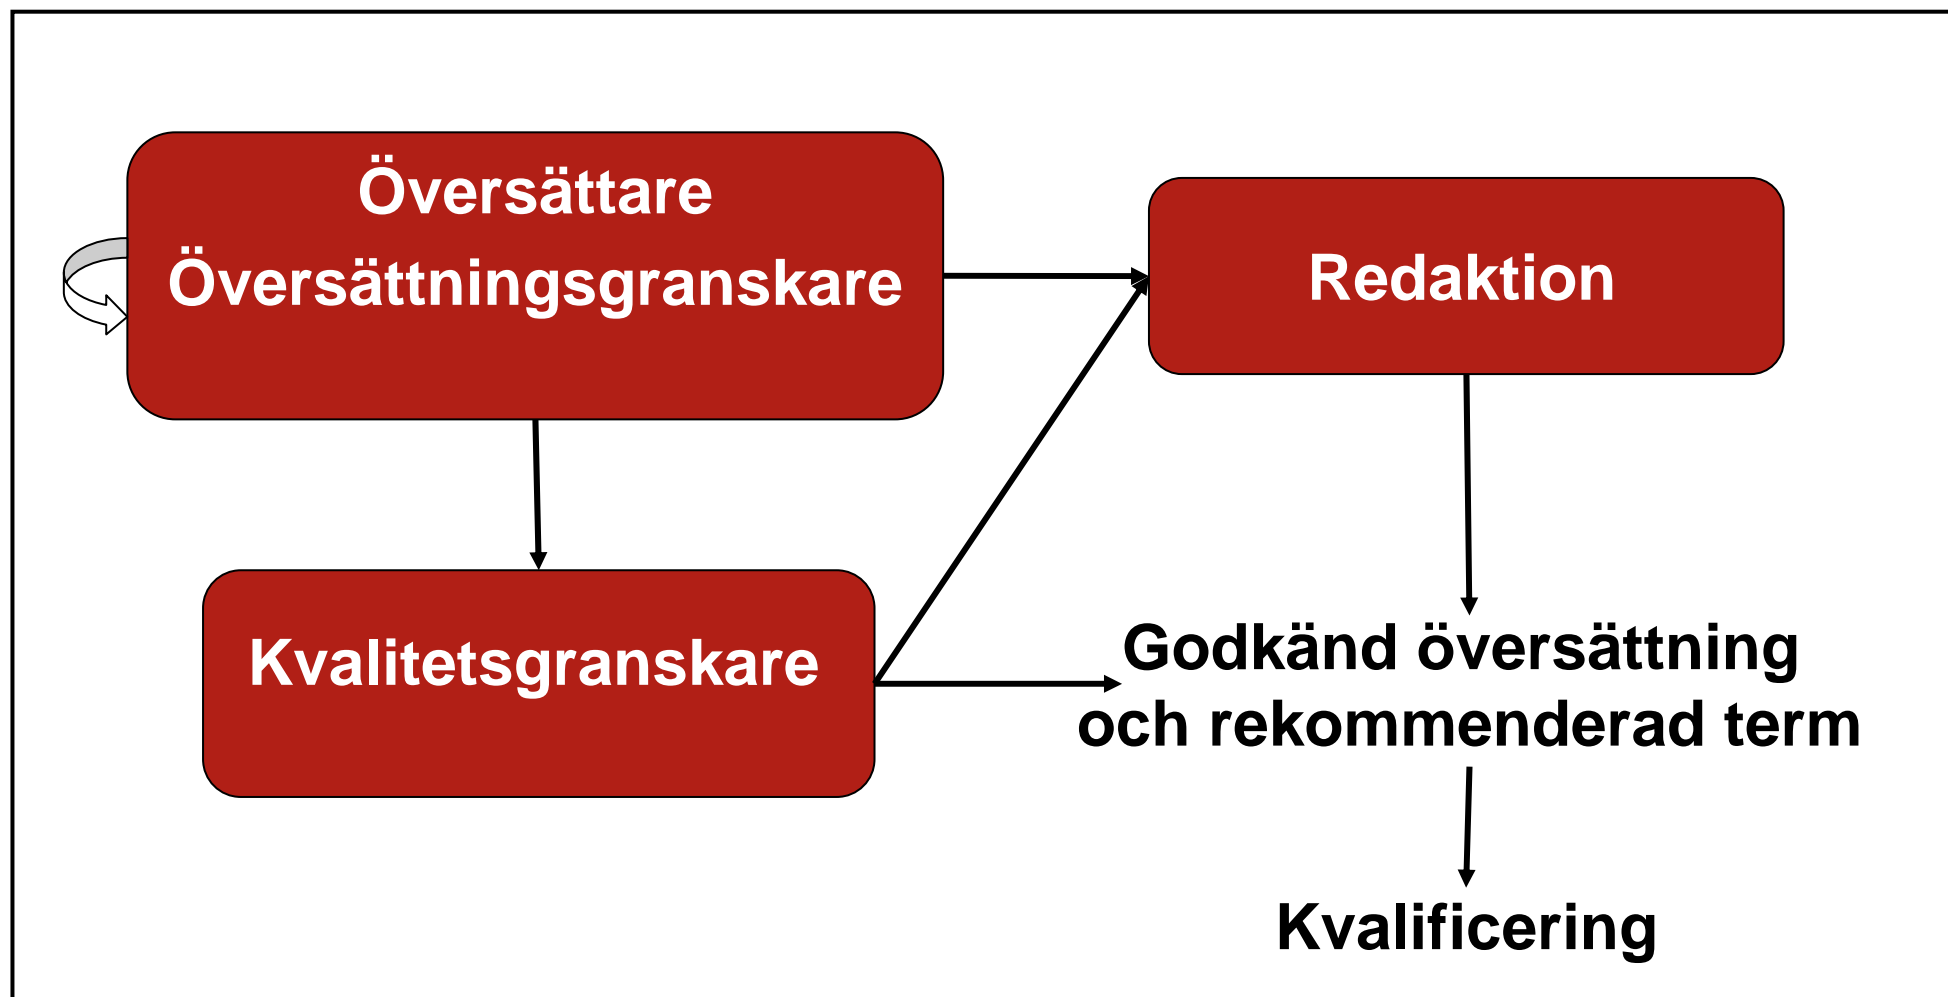 Översättare
Översättningsgranskare
Redaktion
Kvalitetsgranskare
Godkänd översättning
och rekommenderad term
Kvalificering